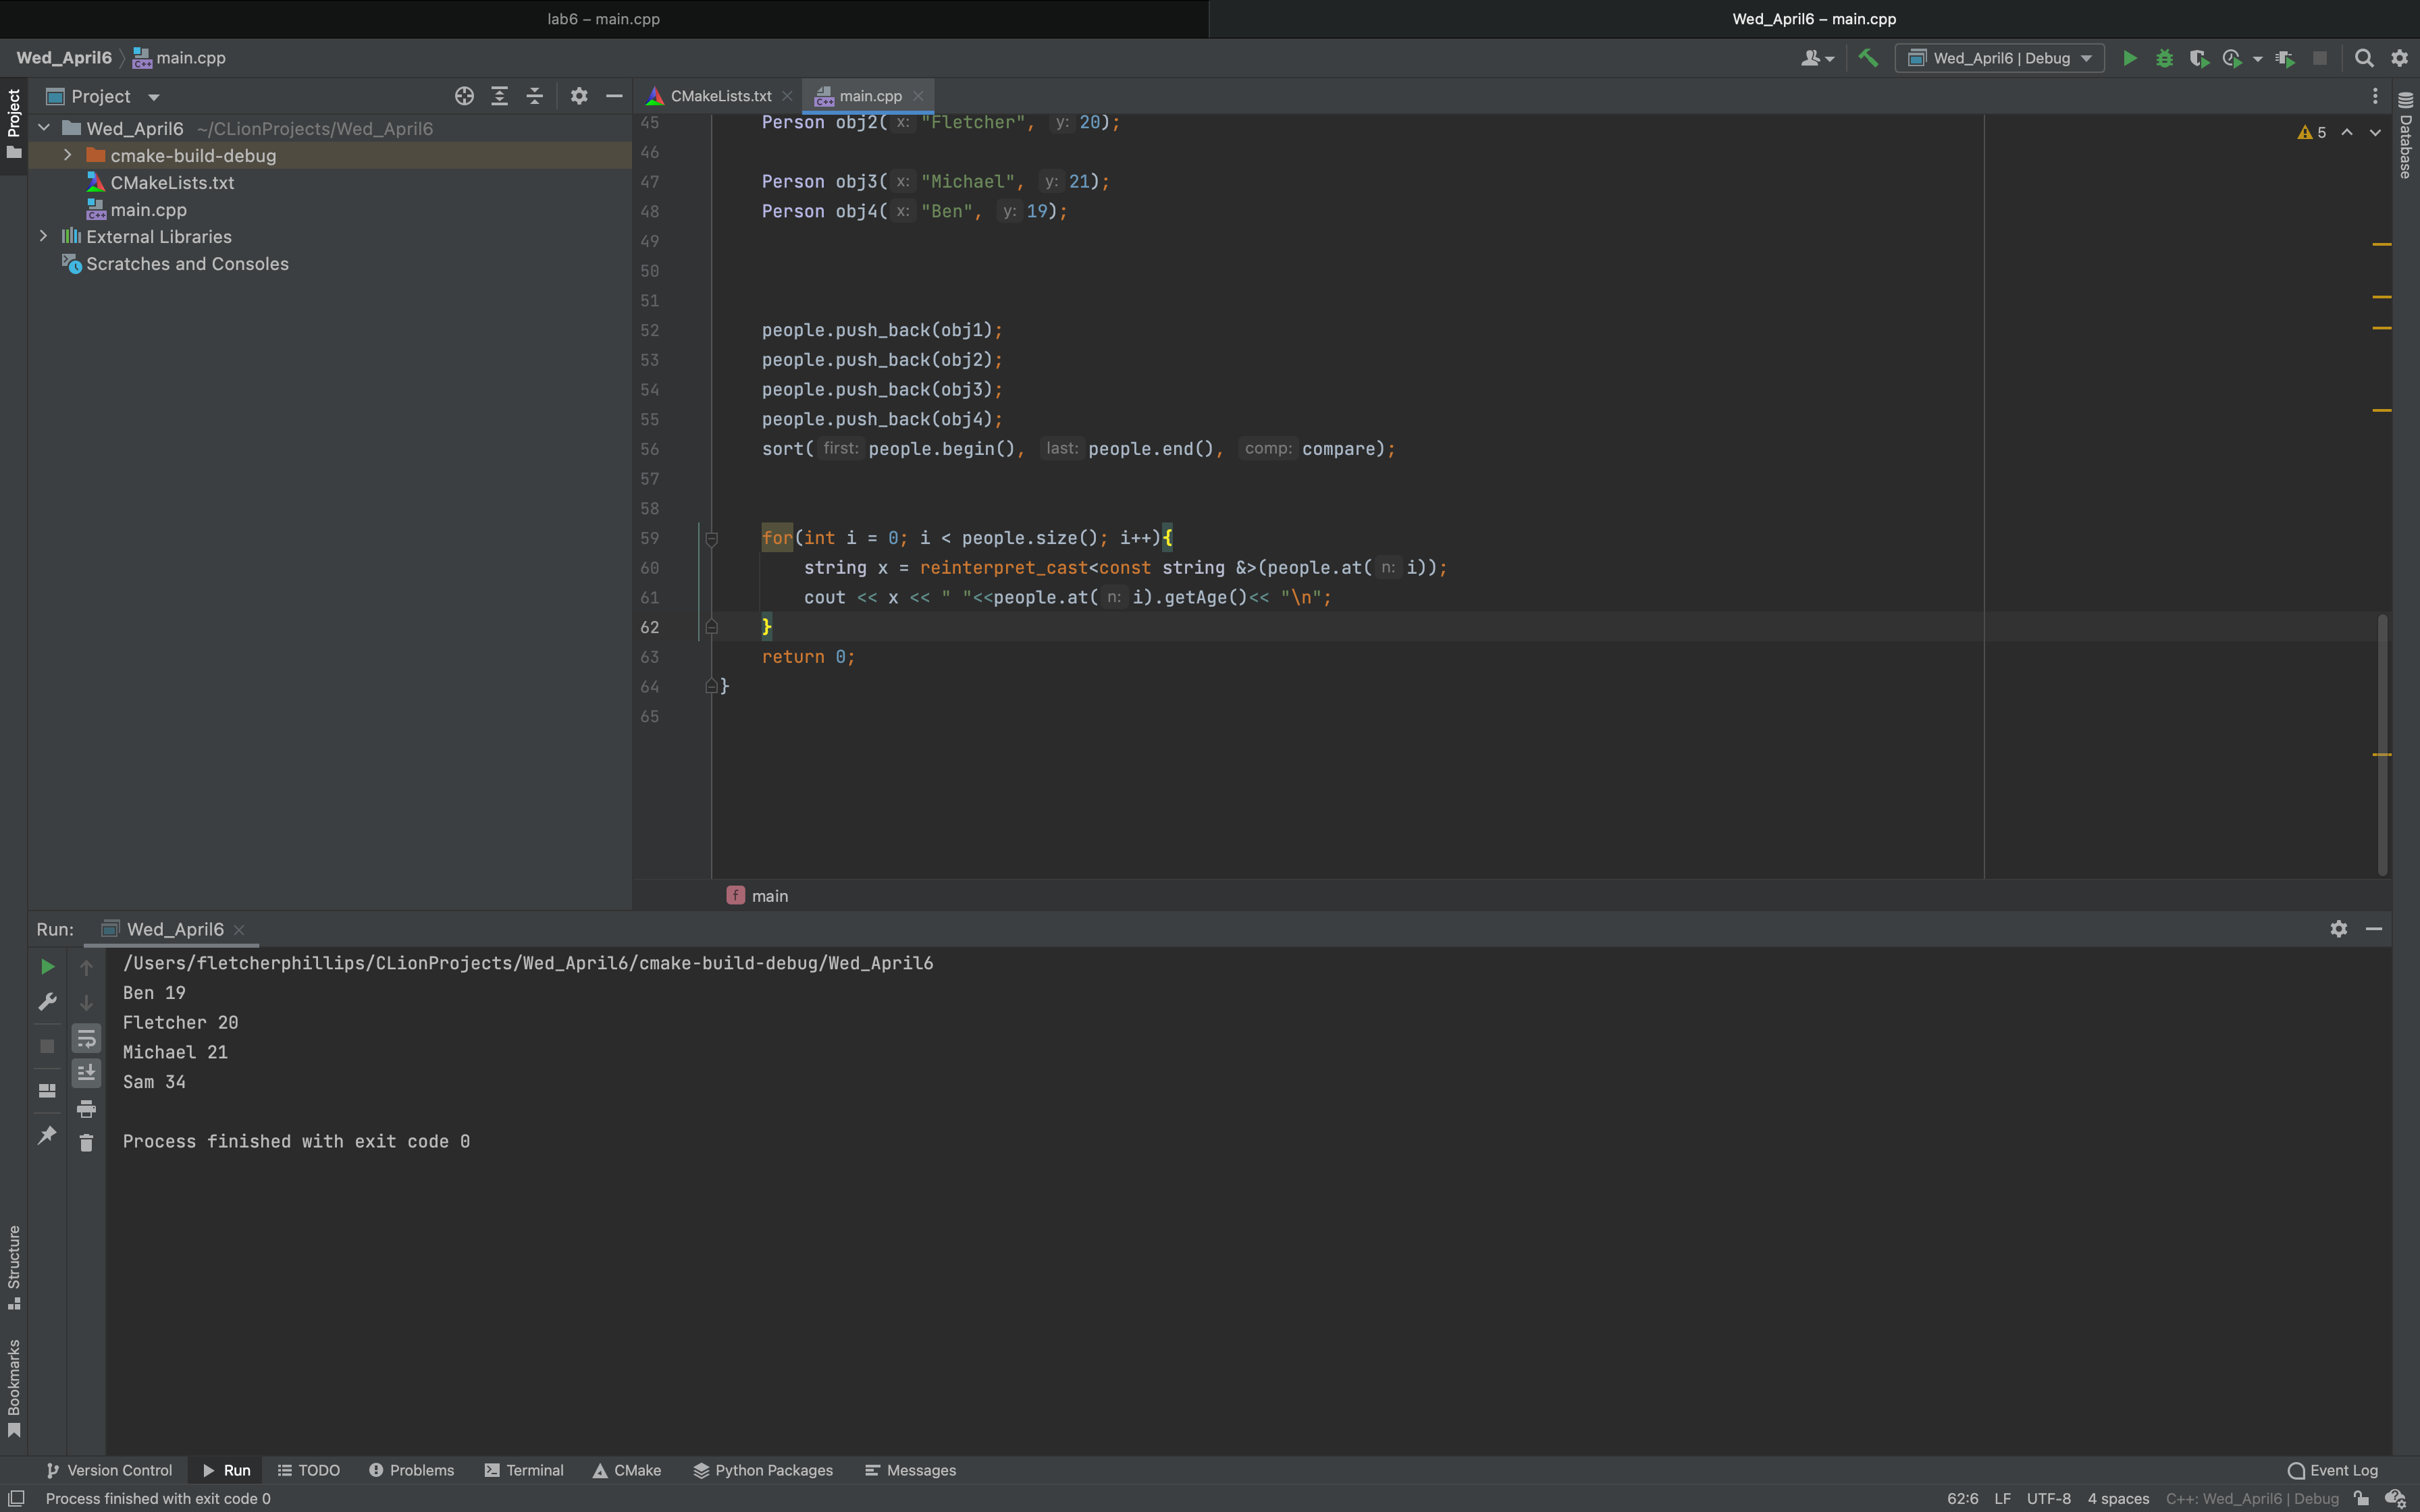 lab6 – main.cpp
Wed_April6 – main.cpp
Wed_April6 main.cpp
Wed_April6 | Debug
Project
Project
CMakeLists.txt
main.cpp
Wed_April6 ~/CLionProjects/Wed_April6
cmake-build-debug
CMakeLists.txt
main.cpp
External Libraries
Scratches and Consoles
Database
5
45 Person obj2( x: "Fletcher", y: 20);
46
47 Person obj3( x: "Michael", y: 21);
48 Person obj4( x: "Ben", y: 19);
49
50
51
52 people.push_back(obj1);
53 people.push_back(obj2);
54 people.push_back(obj3);
55 people.push_back(obj4);
56 sort( first: people.begin(), last: people.end(), comp: compare);
57
58
59 for(int i = 0; i < people.size(); i++){
60 string x = reinterpret_cast<const string &>(people.at( n: i));
61 cout << x << " "<<people.at( n: i).getAge()<< "\n";
62 }
63 return 0;
64 }
65
f main
Run: Wed_April6
/Users/fletcherphillips/CLionProjects/Wed_April6/cmake-build-debug/Wed_April6
Ben 19
Fletcher 20
Michael 21
Sam 34
Process finished with exit code 0
Structure
Bookmarks
Version Control Run TODO Problems Terminal CMake Python Packages Messages Event Log
Process finished with exit code 0 62:6 LF UTF-8 4 spaces C++: Wed_April6 | Debug